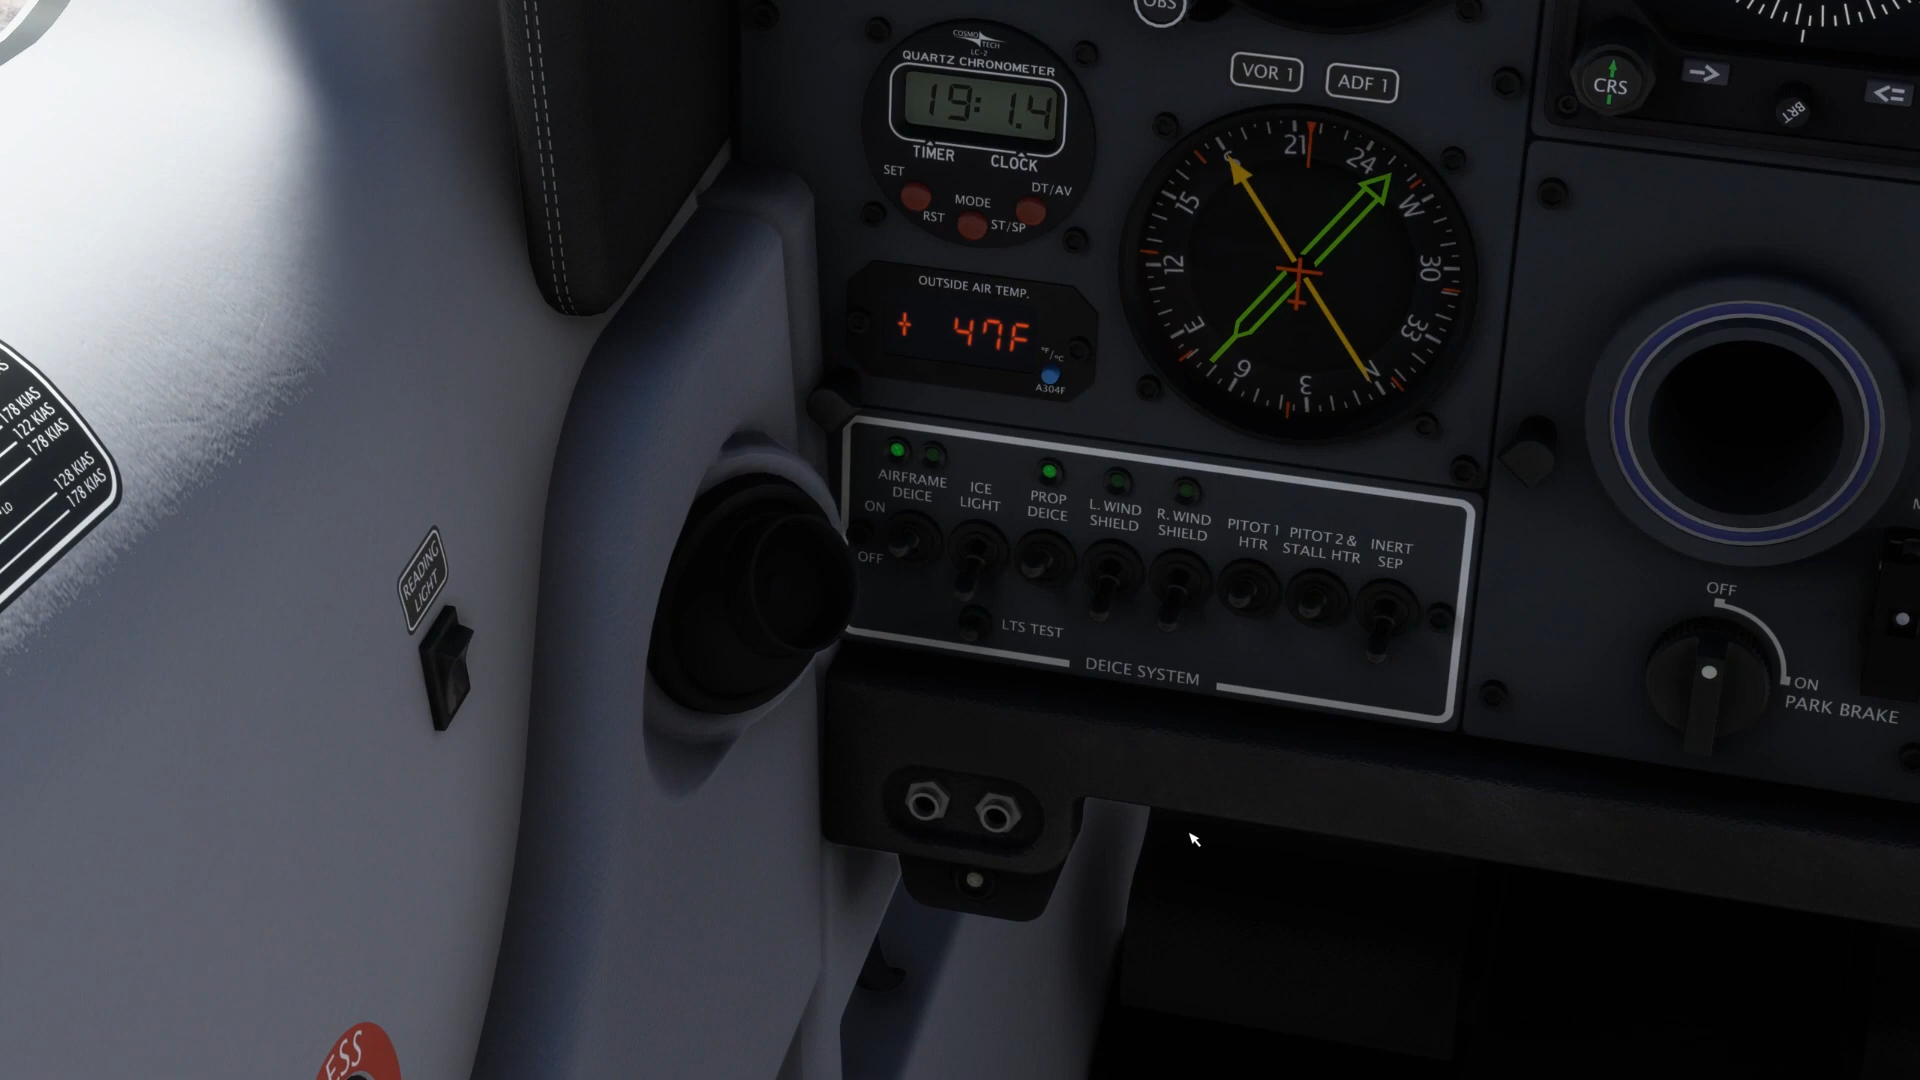 OBS
COSMO TECH
LC-2
QUARTZ CHRONOMETER
19:14
TIMER CLOCK
SET
RST
MODE
ST/SP
DT/AV
VOR 1
ADF 1
21
24
W
30
33
N
3
6
E
12
15
S
CRS
BRT
OUTSIDE AIR TEMP.
47F
°F/°C
A304F
AIRFRAME DEICE
ICE LIGHT
PROP DEICE
L. WIND SHIELD
R. WIND SHIELD
PITOT 1 HTR
PITOT 2 & STALL HTR
INERT SEP
ON
OFF
LTS TEST
DEICE SYSTEM
OFF
ON
PARK BRAKE
178 KIAS
122 KIAS
178 KIAS
128 KIAS
178 KIAS
READING LIGHT